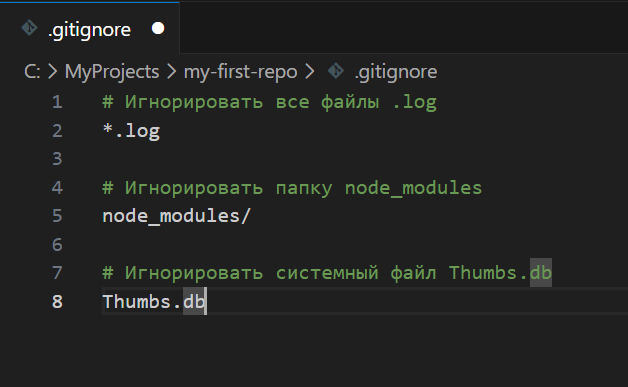 .gitignore
C: > MyProjects > my-first-repo > .gitignore
1 # Игнорировать все файлы .log
2 *.log
3
4 # Игнорировать папку node_modules
5 node_modules/
6
7 # Игнорировать системный файл Thumbs.db
8 Thumbs.db